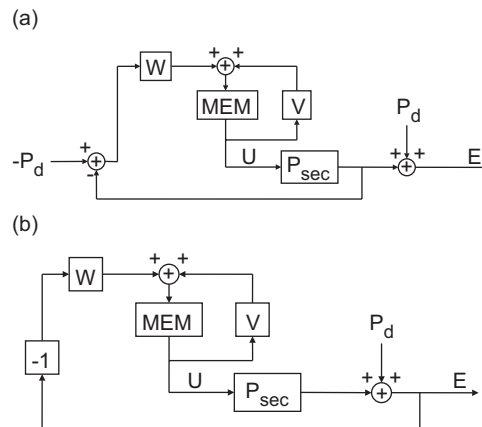 (a)
W
+ + +
MEM
V
P_d
-P_d
+
+
-
U
P_sec
+ +
+
E
(b)
W
+ + +
MEM
V
P_d
-1
U
P_sec
+ +
+
E